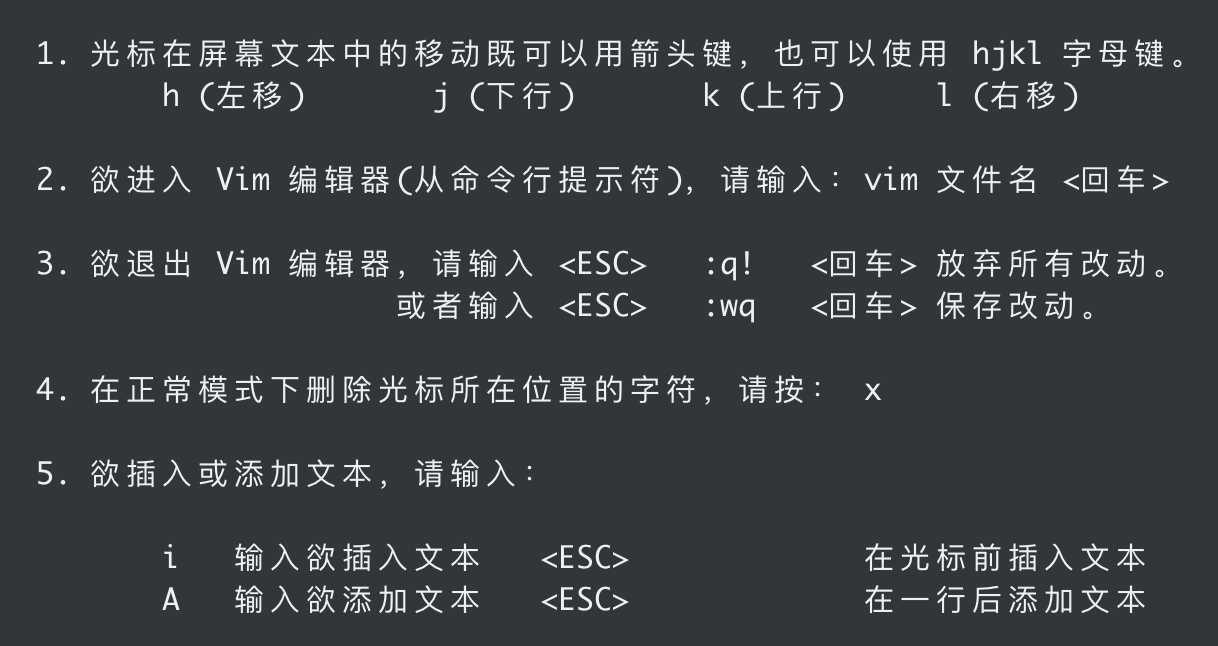 1. 光标在屏幕文本中的移动既可以用箭头键，也可以使用 hjkl 字母键。
h (左移) j (下行) k (上行) l (右移)
2. 欲进入 Vim 编辑器(从命令行提示符)，请输入：vim 文件名 <回车>
3. 欲退出 Vim 编辑器，请输入 <ESC> :q! <回车> 放弃所有改动。
或者输入 <ESC> :wq <回车> 保存改动。
4. 在正常模式下删除光标所在位置的字符，请按： x
5. 欲插入或添加文本，请输入：
i 输入欲插入文本 <ESC> 在光标前插入文本
A 输入欲添加文本 <ESC> 在一行后添加文本